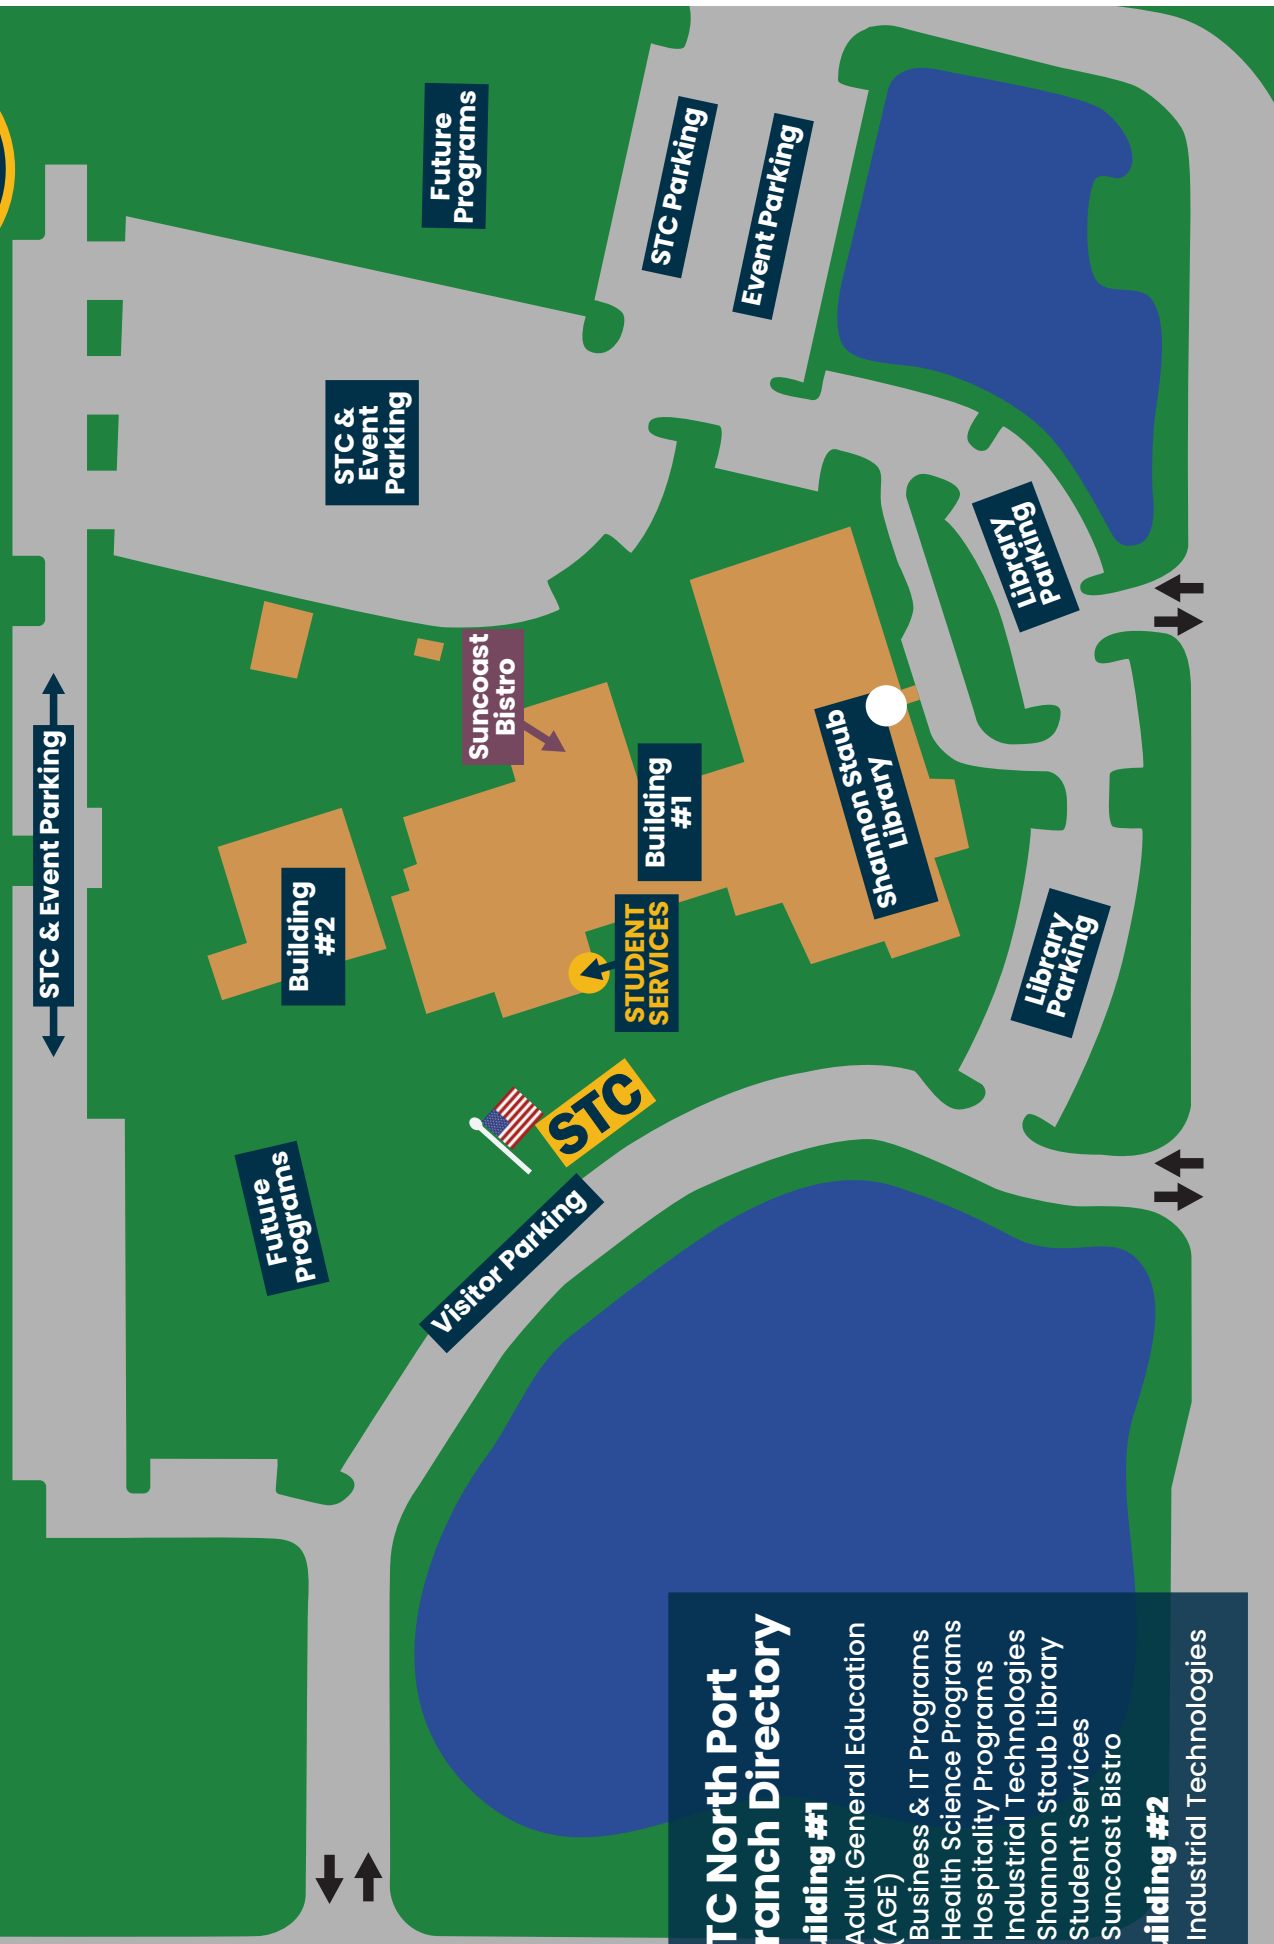 STC & Event Parking
Future
Programs
STC &
Event
Parking
STC Parking
Event Parking
Library
Parking
Suncoast
Bistro
Building
#1
Building
#2
Shannon Staub
Library
STUDENT
SERVICES
Library
Parking
STC
Future
Programs
Visitor Parking
TC North Port
ranch Directory
uilding #1
Adult General Education
(AGE)
Business & IT Programs
Health Science Programs
Hospitality Programs
Industrial Technologies
Shannon Staub Library
Student Services
Suncoast Bistro
uilding #2
Industrial Technologies